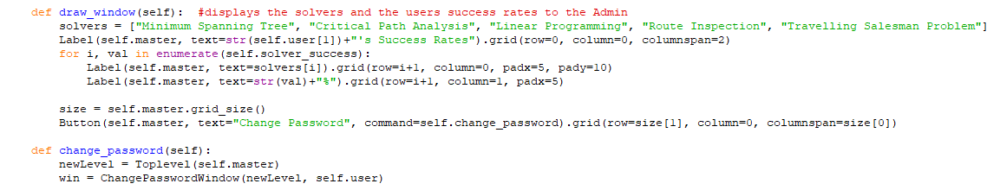 def draw_window(self):  #displays the solvers and the users success rates to the Admin
    solvers = ["Minimum Spanning Tree", "Critical Path Analysis", "Linear Programming", "Route Inspection", "Travelling Salesman Problem"]
    Label(self.master, text=str(self.user[1])+"'s Success Rates").grid(row=0, column=0, columnspan=2)
    for i, val in enumerate(self.solver_success):
        Label(self.master, text=solvers[i]).grid(row=i+1, column=0, padx=5, pady=10)
        Label(self.master, text=str(val)+"%").grid(row=i+1, column=1, padx=5)

    size = self.master.grid_size()
    Button(self.master, text="Change Password", command=self.change_password).grid(row=size[1], column=0, columnspan=size[0])

def change_password(self):
    newLevel = Toplevel(self.master)
    win = ChangePasswordWindow(newLevel, self.user)